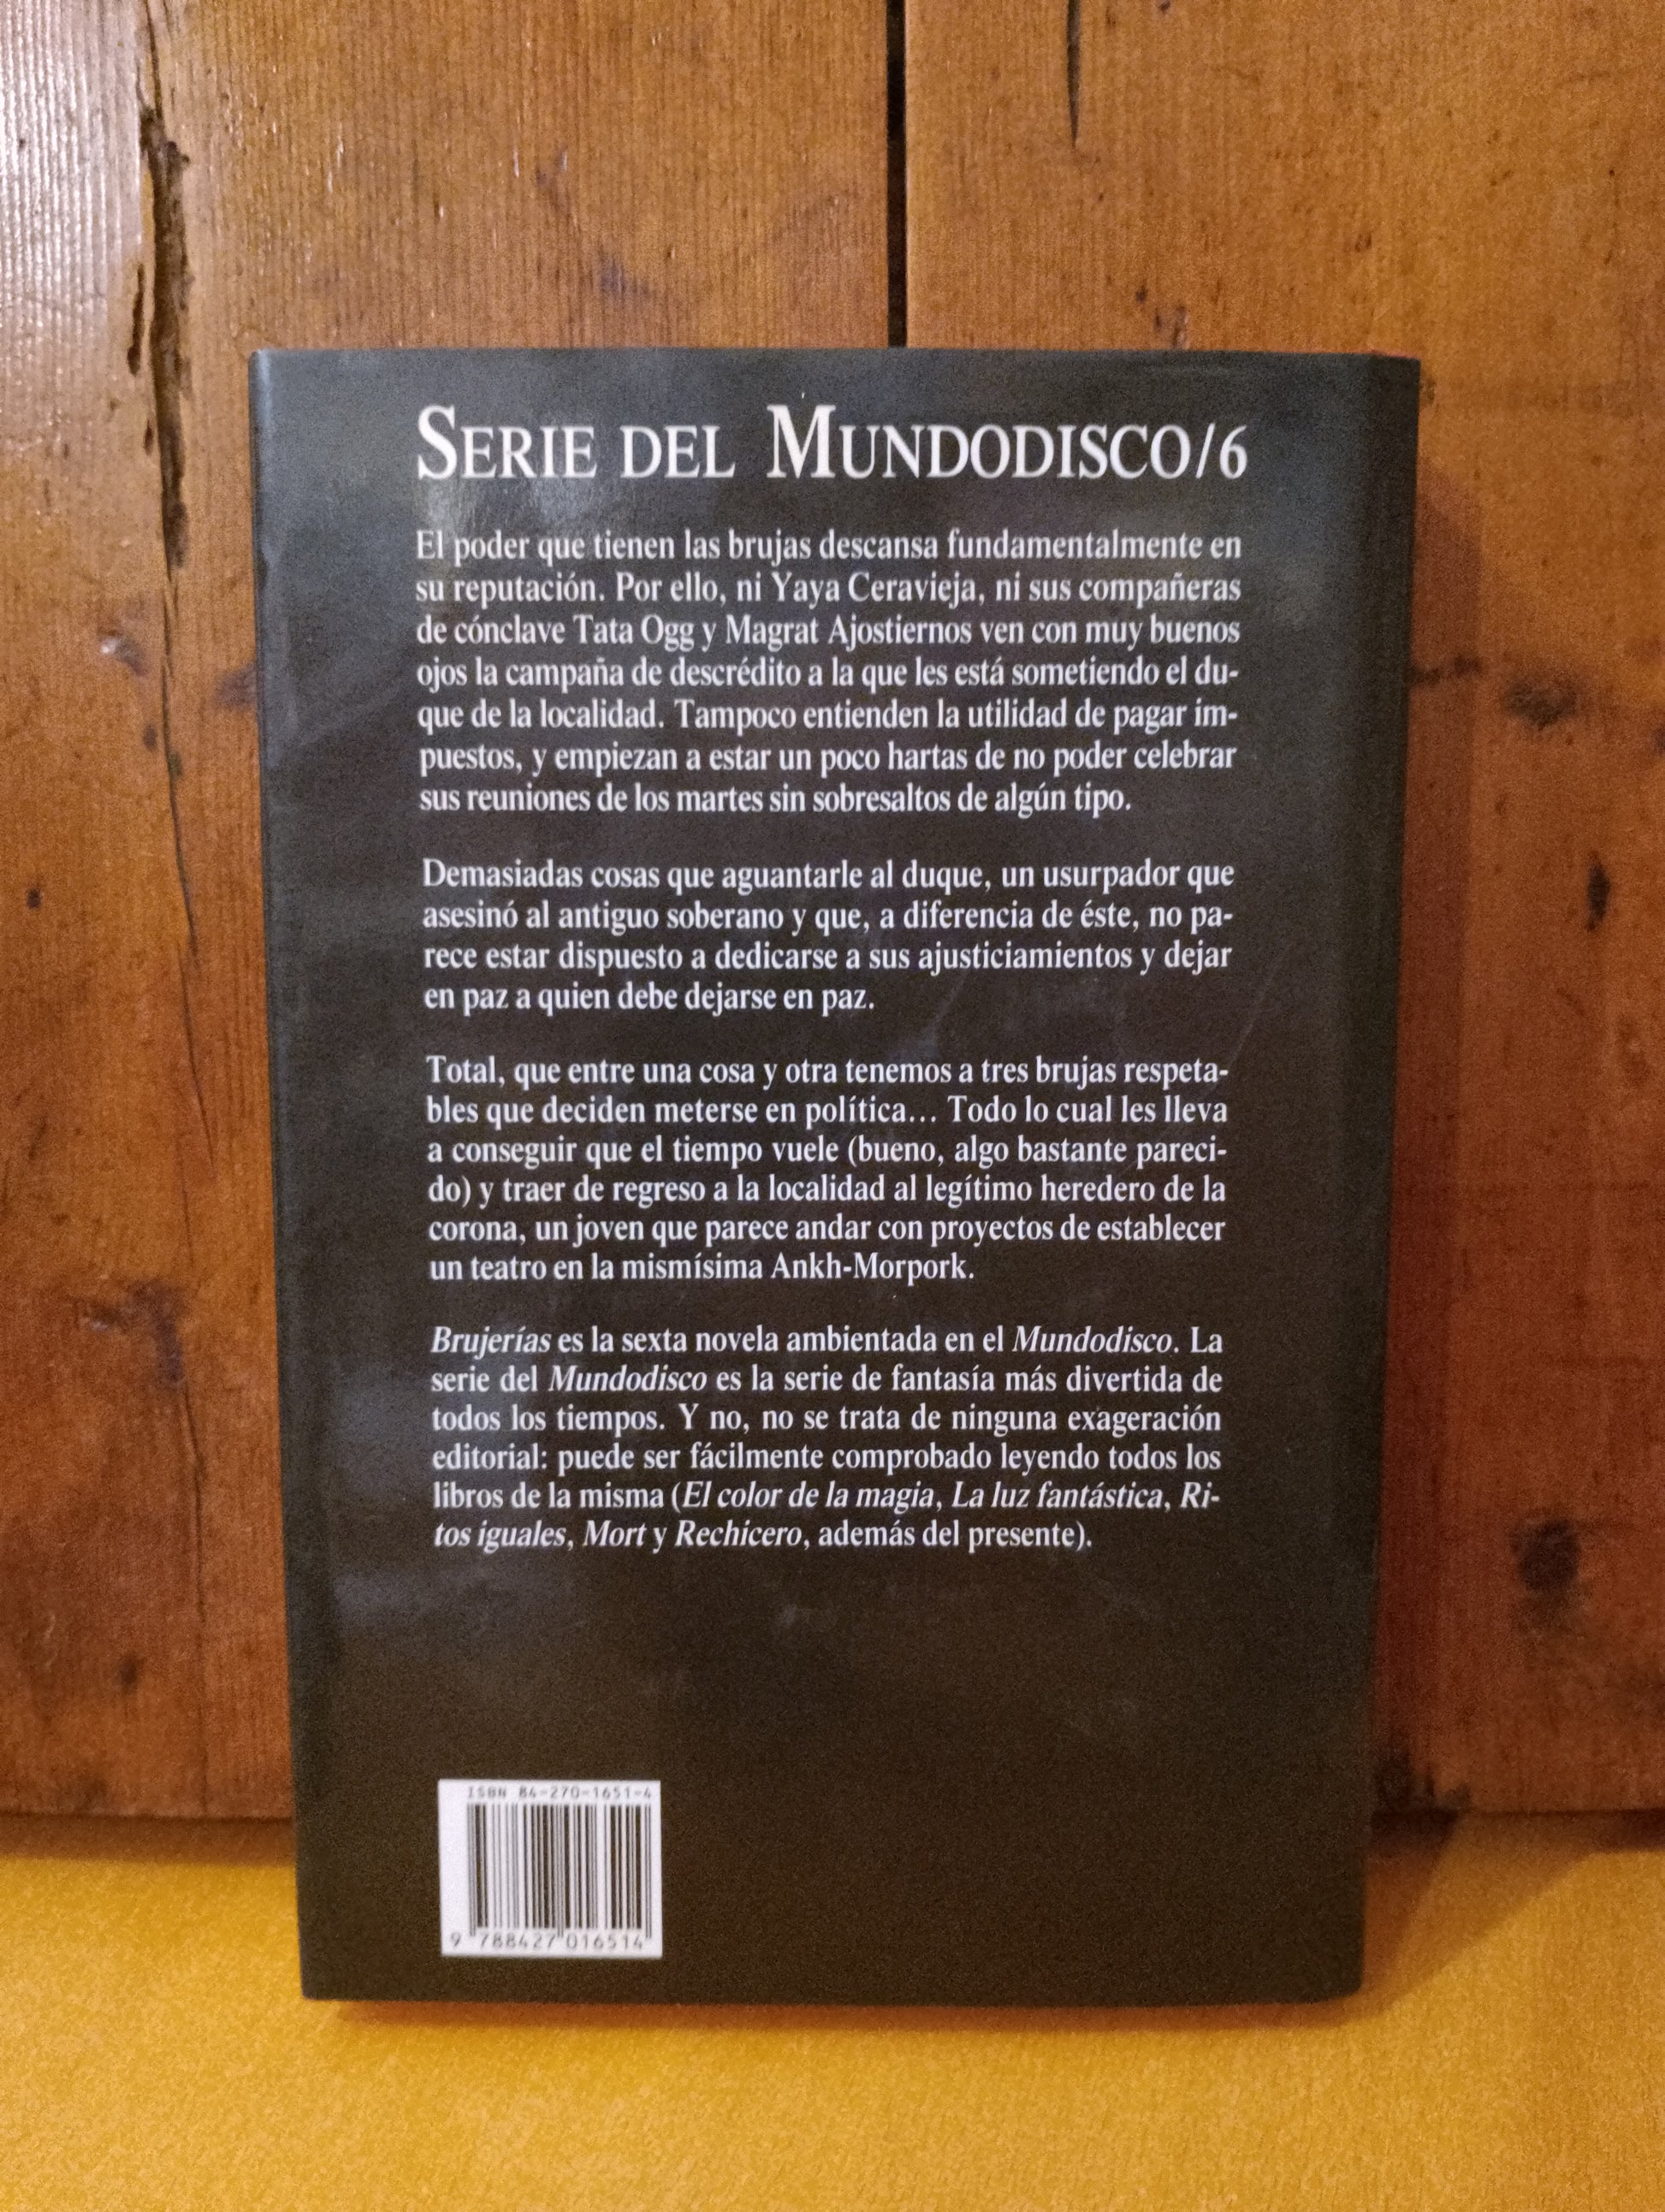 SERIE DEL MUNDODISCO/6
El poder que tienen las brujas descansa fundamentalmente en
su reputación. Por ello, ni Yaya Ceravieja, ni sus compañeras
de cónclave Tata Ogg y Magrat Ajostiernos ven con muy buenos
ojos la campaña de descrédito a la que les está sometiendo el du-
que de la localidad. Tampoco entienden la utilidad de pagar im-
puestos, y empiezan a estar un poco hartas de no poder celebrar
sus reuniones de los martes sin sobresaltos de algún tipo.
Demasiadas cosas que aguantarle al duque, un usurpador que
asesinó al antiguo soberano y que, a diferencia de éste, no pa-
rece estar dispuesto a dedicarse a sus ajusticiamientos y dejar
en paz a quien debe dejarse en paz.
Total, que entre una cosa y otra tenemos a tres brujas respeta-
bles que deciden meterse en política... Todo lo cual les lleva
a conseguir que el tiempo vuele (bueno, algo bastante pareci-
do) y traer de regreso a la localidad al legítimo heredero de la
corona, un joven que parece andar con proyectos de establecer
un teatro en la mismísima Ankh-Morpork.
Brujerías es la sexta novela ambientada en el Mundodisco. La
serie del Mundodisco es la serie de fantasía más divertida de
todos los tiempos. Y no, no se trata de ninguna exageración
editorial: puede ser fácilmente comprobado leyendo todos los
libros de la misma (El color de la magia, La luz fantástica, Ri-
tos iguales, Mort y Rechicero, además del presente).
ISBN 84-270-1651-4
9 788427 016514